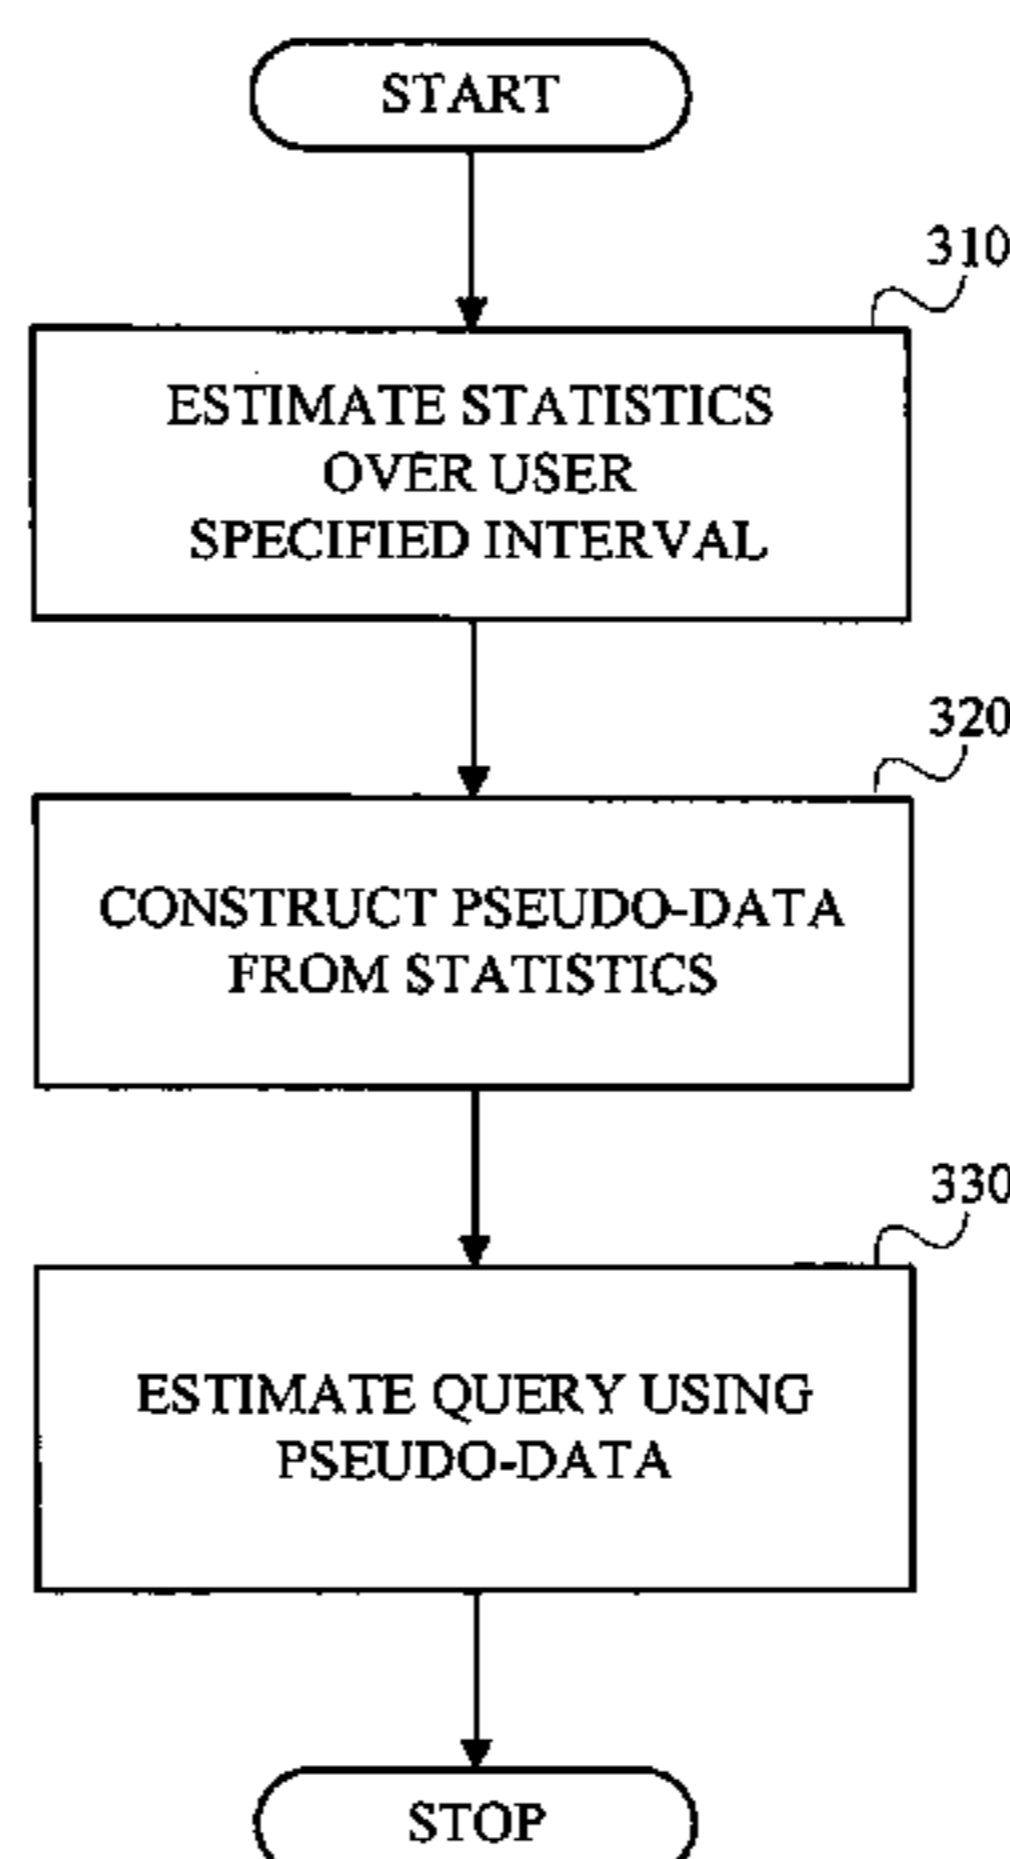 START
310
ESTIMATE STATISTICS
OVER USER
SPECIFIED INTERVAL
320
CONSTRUCT PSEUDO-DATA
FROM STATISTICS
330
ESTIMATE QUERY USING
PSEUDO-DATA
STOP